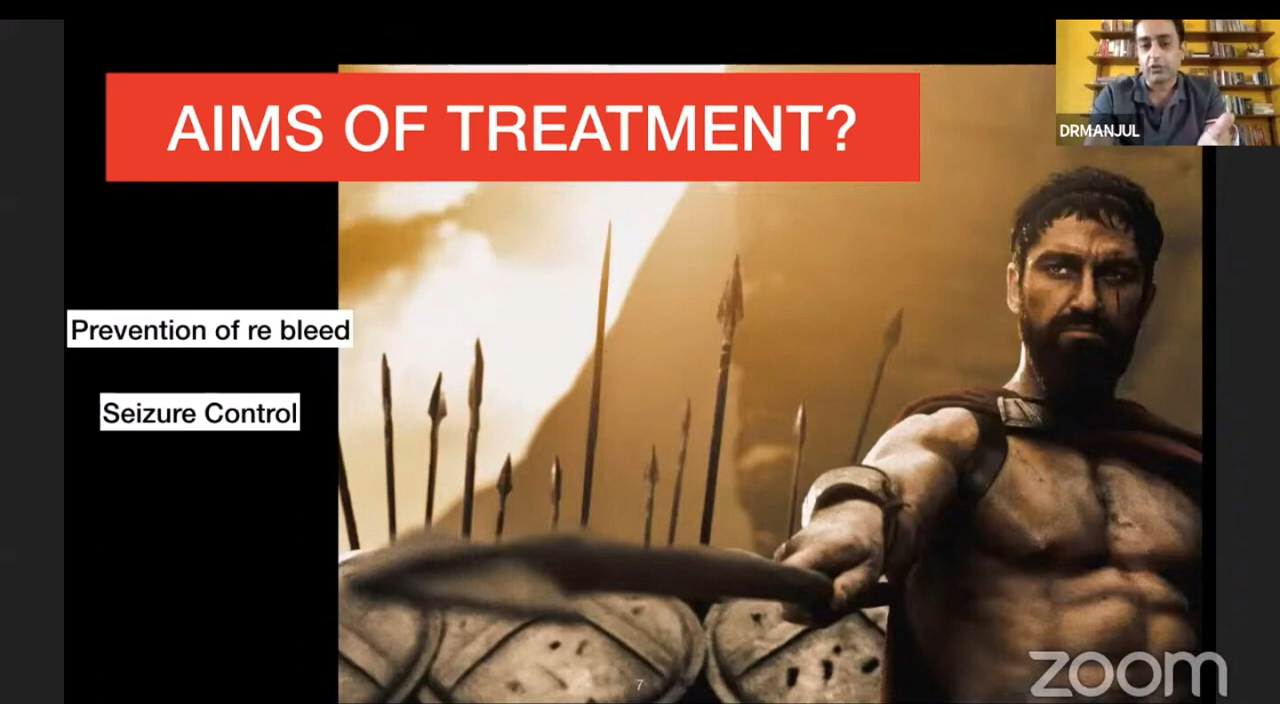 AIMS OF TREATMENT?
DRMANJUL
Prevention of re bleed
Seizure Control
7
zoom